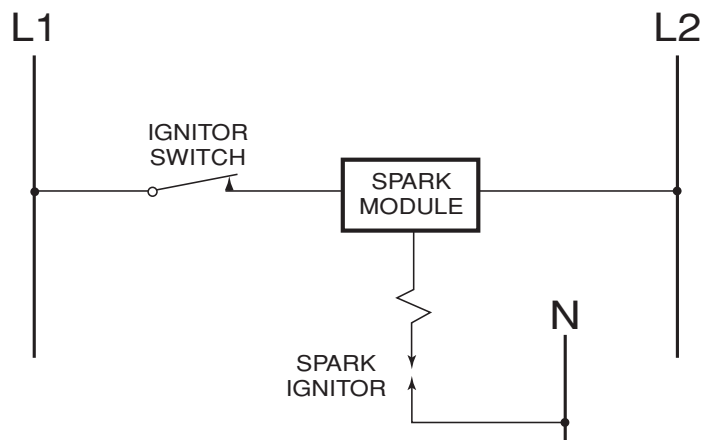 L1
L2
IGNITOR
SWITCH
SPARK
MODULE
N
SPARK
IGNITOR